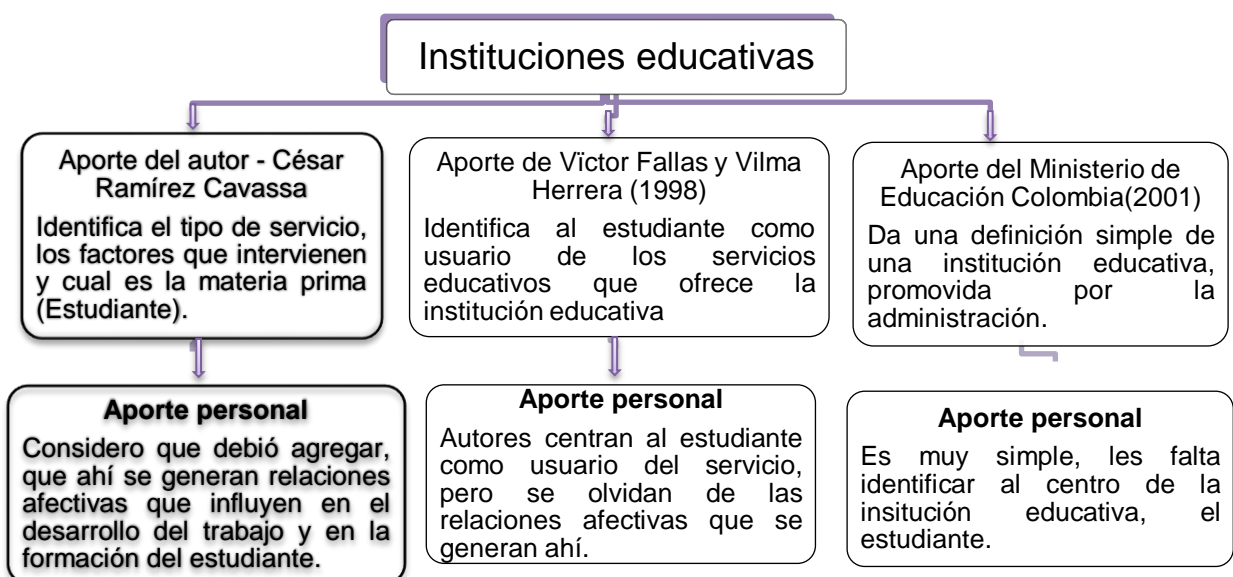 Instituciones educativas
Aporte del autor - César
Ramírez Cavassa
Identifica el tipo de servicio,
los factores que intervienen
y cual es la materia prima
(Estudiante).
Aporte de Vïctor Fallas y Vilma
Herrera (1998)
Identifica al estudiante como
usuario de los servicios
educativos que ofrece la
institución educativa
Aporte del Ministerio de
Educación Colombia(2001)
Da una definición simple de
una institución educativa,
promovida por la
administración.
Aporte personal
Considero que debió agregar,
que ahí se generan relaciones
afectivas que influyen en el
desarrollo del trabajo y en la
formación del estudiante.
Aporte personal
Autores centran al estudiante
como usuario del servicio,
pero se olvidan de las
relaciones afectivas que se
generan ahí.
Aporte personal
Es muy simple, les falta
identificar al centro de la
insitución educativa, el
estudiante.